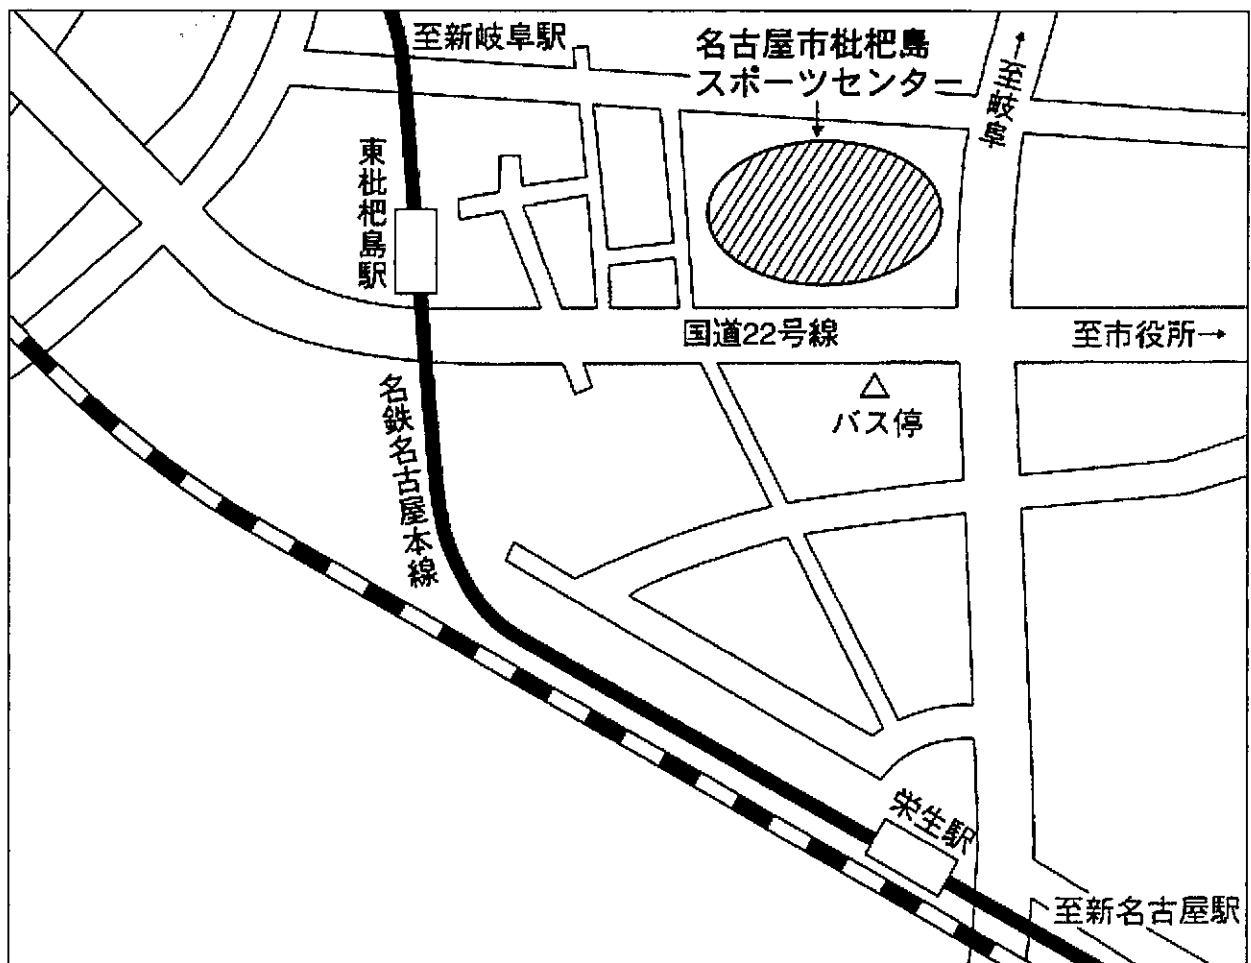 至新岐阜駅
名古屋市枇杷島
スポーツセンター
至岐阜
東枇杷島駅
国道22号線
至市役所→
バス停
名鉄名古屋本線
栄生駅
至新名古屋駅